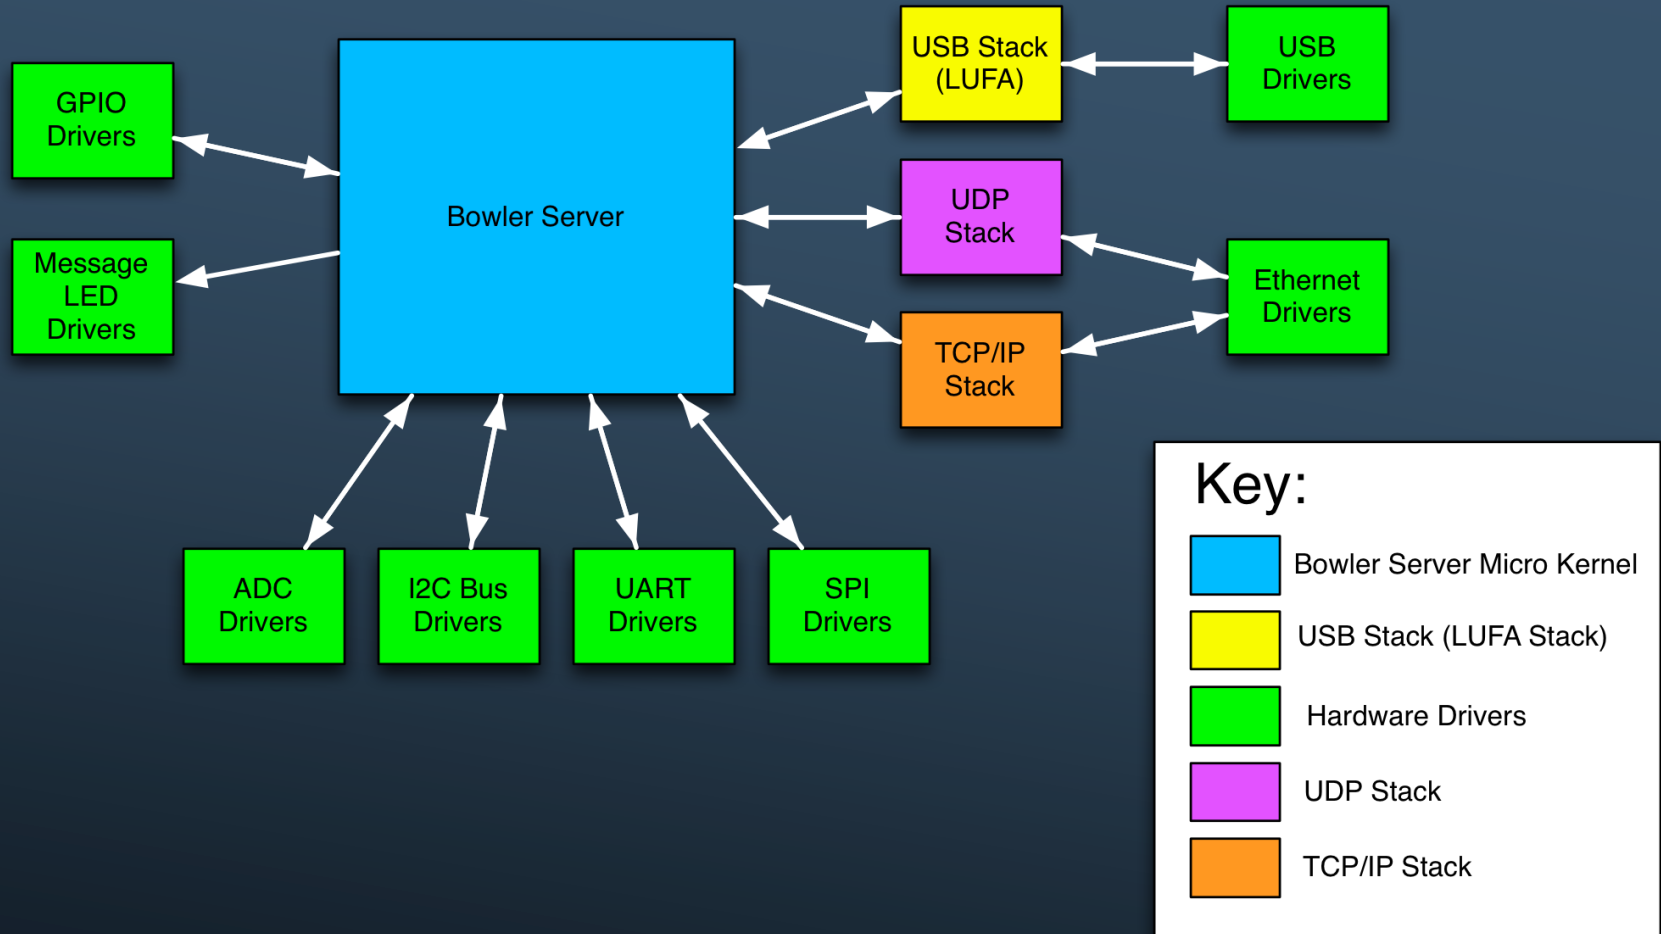 GPIO
Drivers
Message
LED
Drivers
Bowler Server
USB Stack
(LUFA)
USB
Drivers
UDP
Stack
Ethernet
Drivers
TCP/IP
Stack
ADC
Drivers
I2C Bus
Drivers
UART
Drivers
SPI
Drivers
Key:
Bowler Server Micro Kernel
USB Stack (LUFA Stack)
Hardware Drivers
UDP Stack
TCP/IP Stack